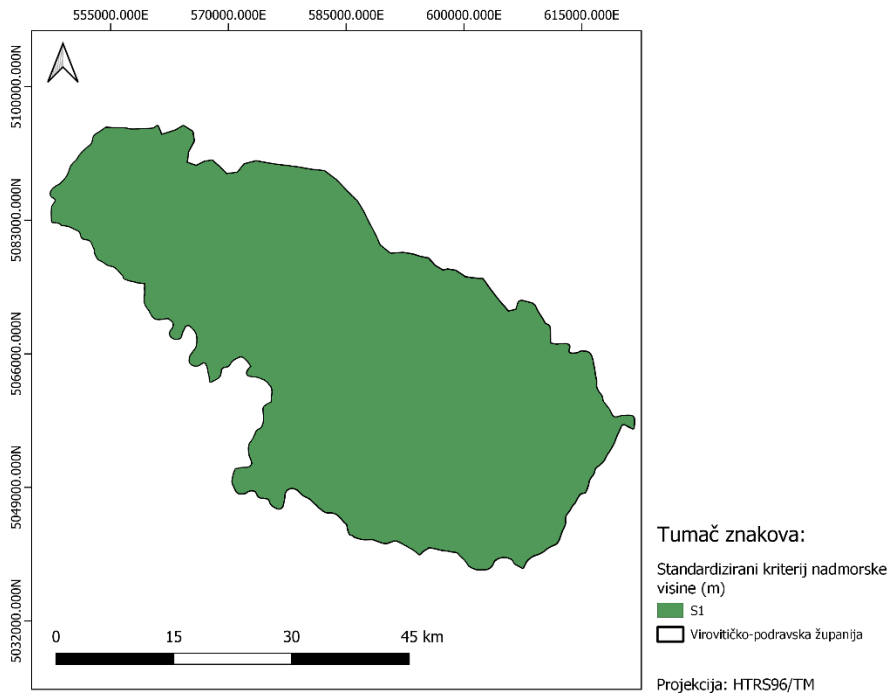 555000.000E 570000.000E 585000.000E 600000.000E 615000.000E
5100000.000N
5083000.000N
5066000.000N
5049000.000N
5032000.000N
0 15 30 45 km
Tumač znakova:
Standardizirani kriterij nadmorske
visine (m)
S1
Virovitičko-podravska županija
Projekcija: HTRS96/TM